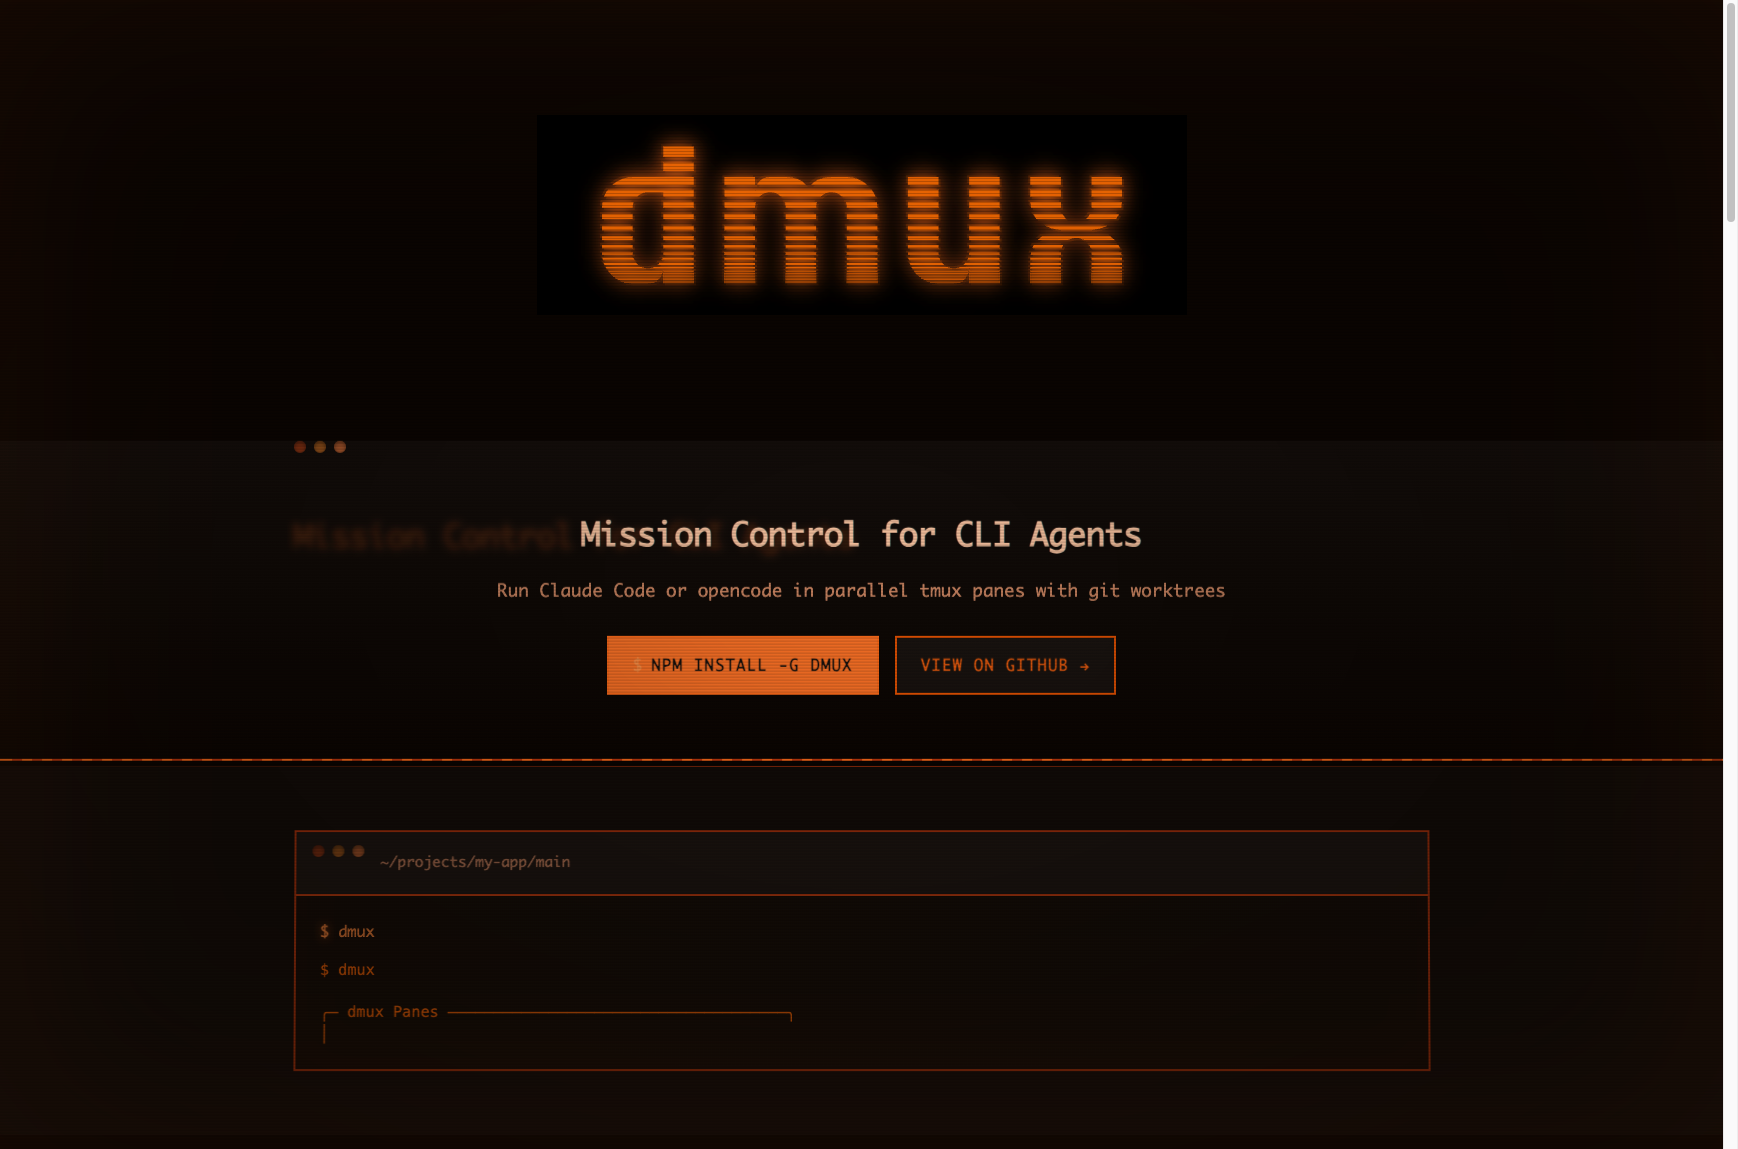 dmux
Mission Control for CLI Agents
Run Claude Code or opencode in parallel tmux panes with git worktrees
$ NPM INSTALL -G DMUX
VIEW ON GITHUB →
~/projects/my-app/main
$ dmux
$ dmux
dmux Panes